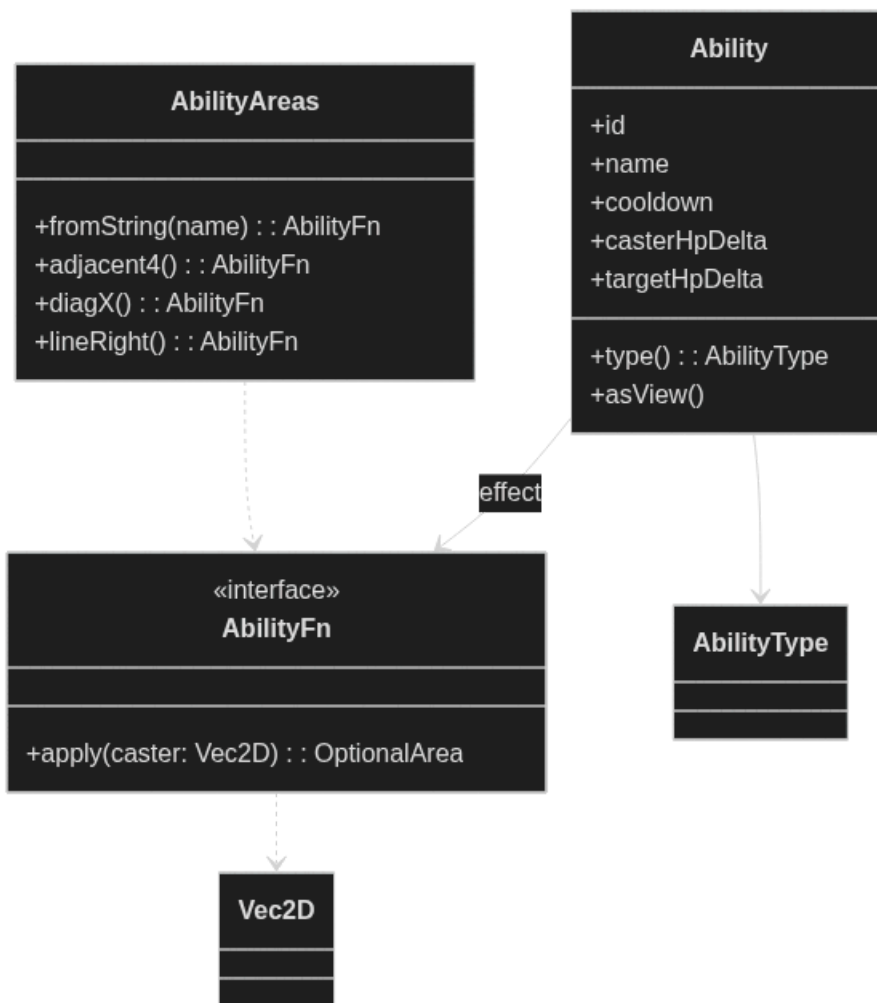 AbilityAreas
+fromString(name) : : AbilityFn
+adjacent4() : : AbilityFn
+diagX() : : AbilityFn
+lineRight() : : AbilityFn
Ability
+id
+name
+cooldown
+casterHpDelta
+targetHpDelta
+type() : : AbilityType
+asView()
effect
«interface»
AbilityFn
+apply(caster: Vec2D) : : OptionalArea
AbilityType
Vec2D